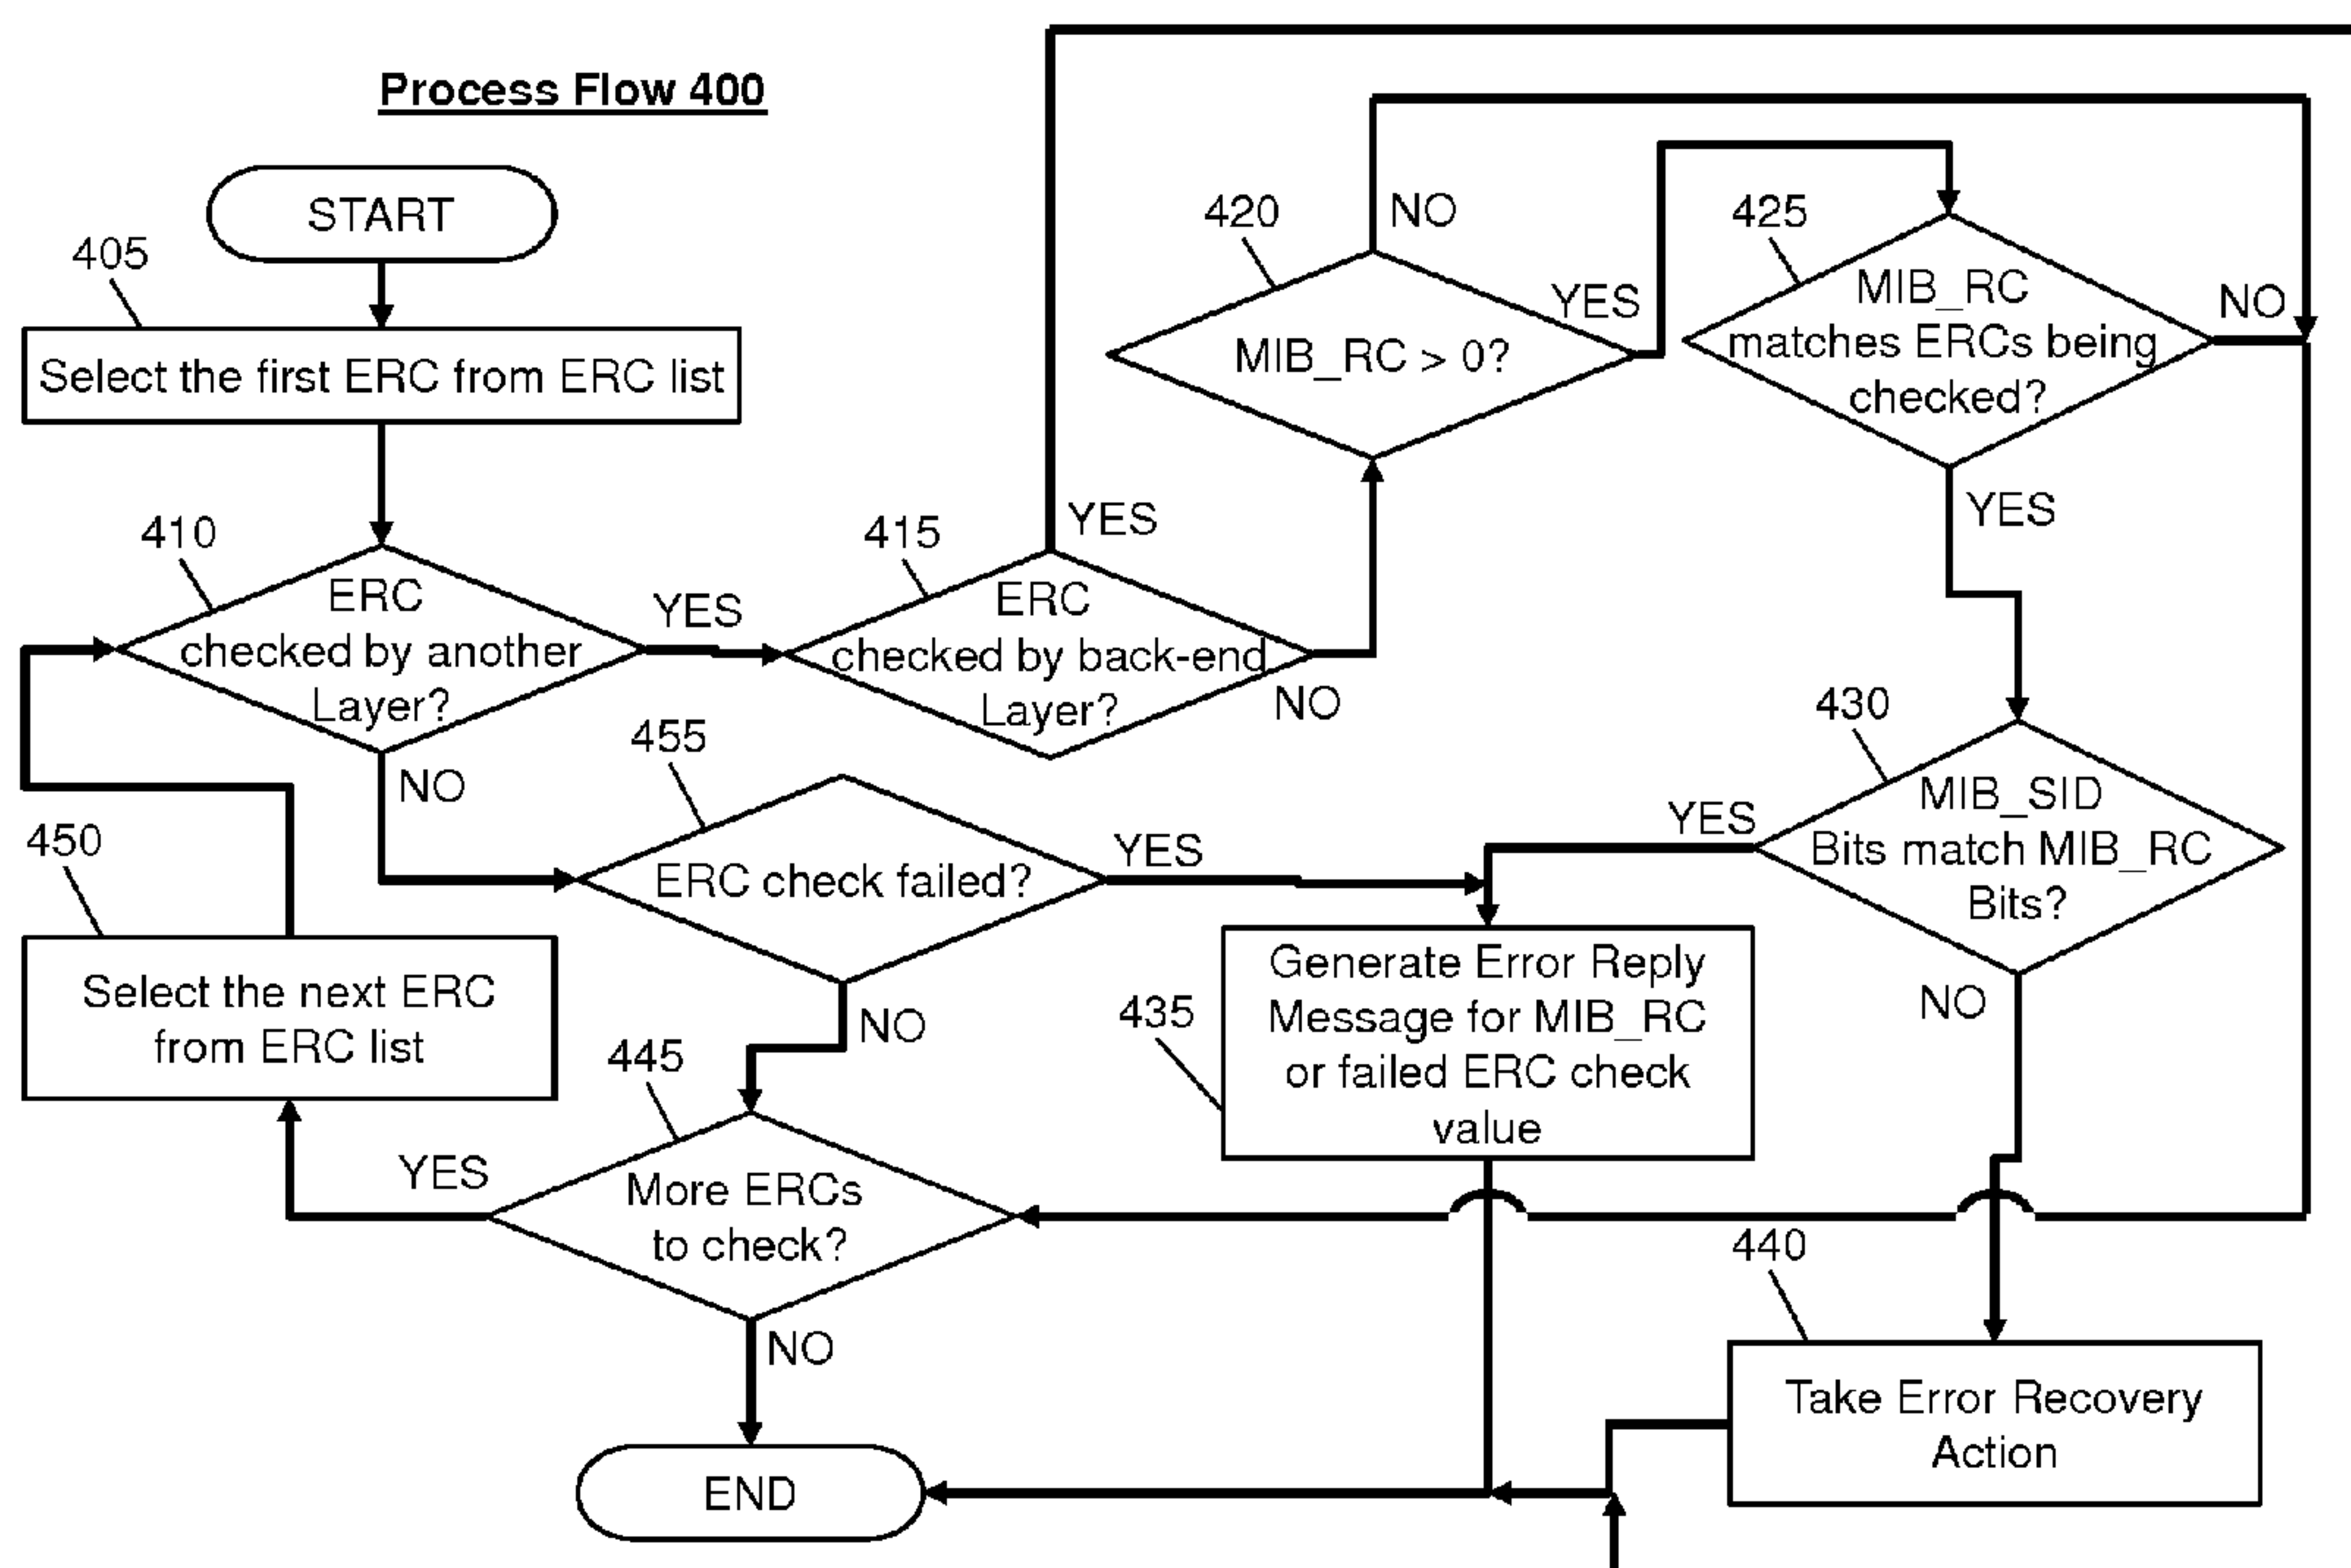 Process Flow 400
START
405
Select the first ERC from ERC list
410
ERC
checked by another
Layer?
YES
NO
415
ERC
checked by back-end
Layer?
YES
NO
420
MIB_RC > 0?
NO
YES
425
MIB_RC
matches ERCs being
checked?
NO
YES
430
MIB_SID
Bits match MIB_RC
Bits?
YES
NO
455
ERC check failed?
YES
NO
435
Generate Error Reply
Message for MIB_RC
or failed ERC check
value
450
Select the next ERC
from ERC list
445
More ERCs
to check?
YES
NO
440
Take Error Recovery
Action
END